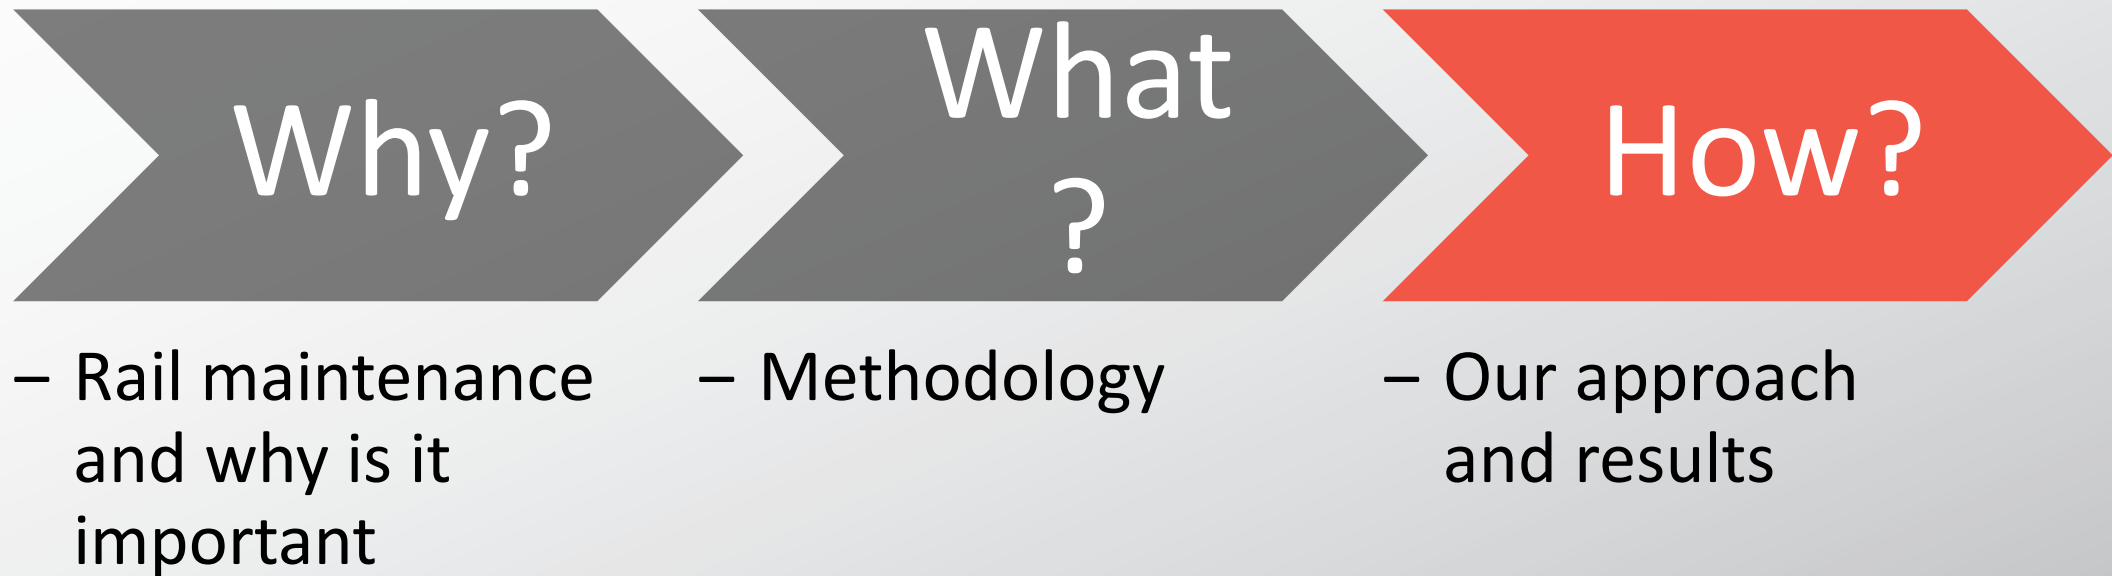 Why?
What
?
How?
– Rail maintenance
and why is it
important
– Methodology
– Our approach
and results